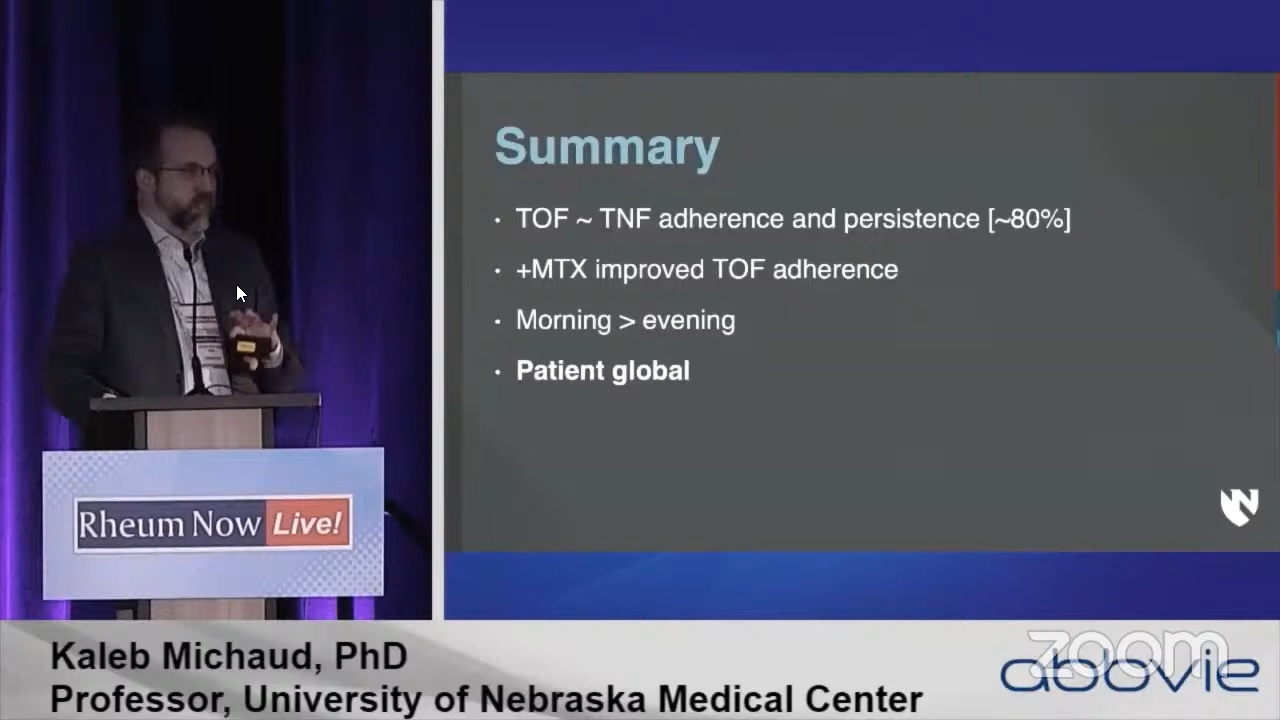 Summary
· TOF ~ TNF adherence and persistence [~80%]
· +MTX improved TOF adherence
· Morning > evening
· Patient global
Rheum Now Live!
Kaleb Michaud, PhD
Professor, University of Nebraska Medical Center
zoom
abbvie